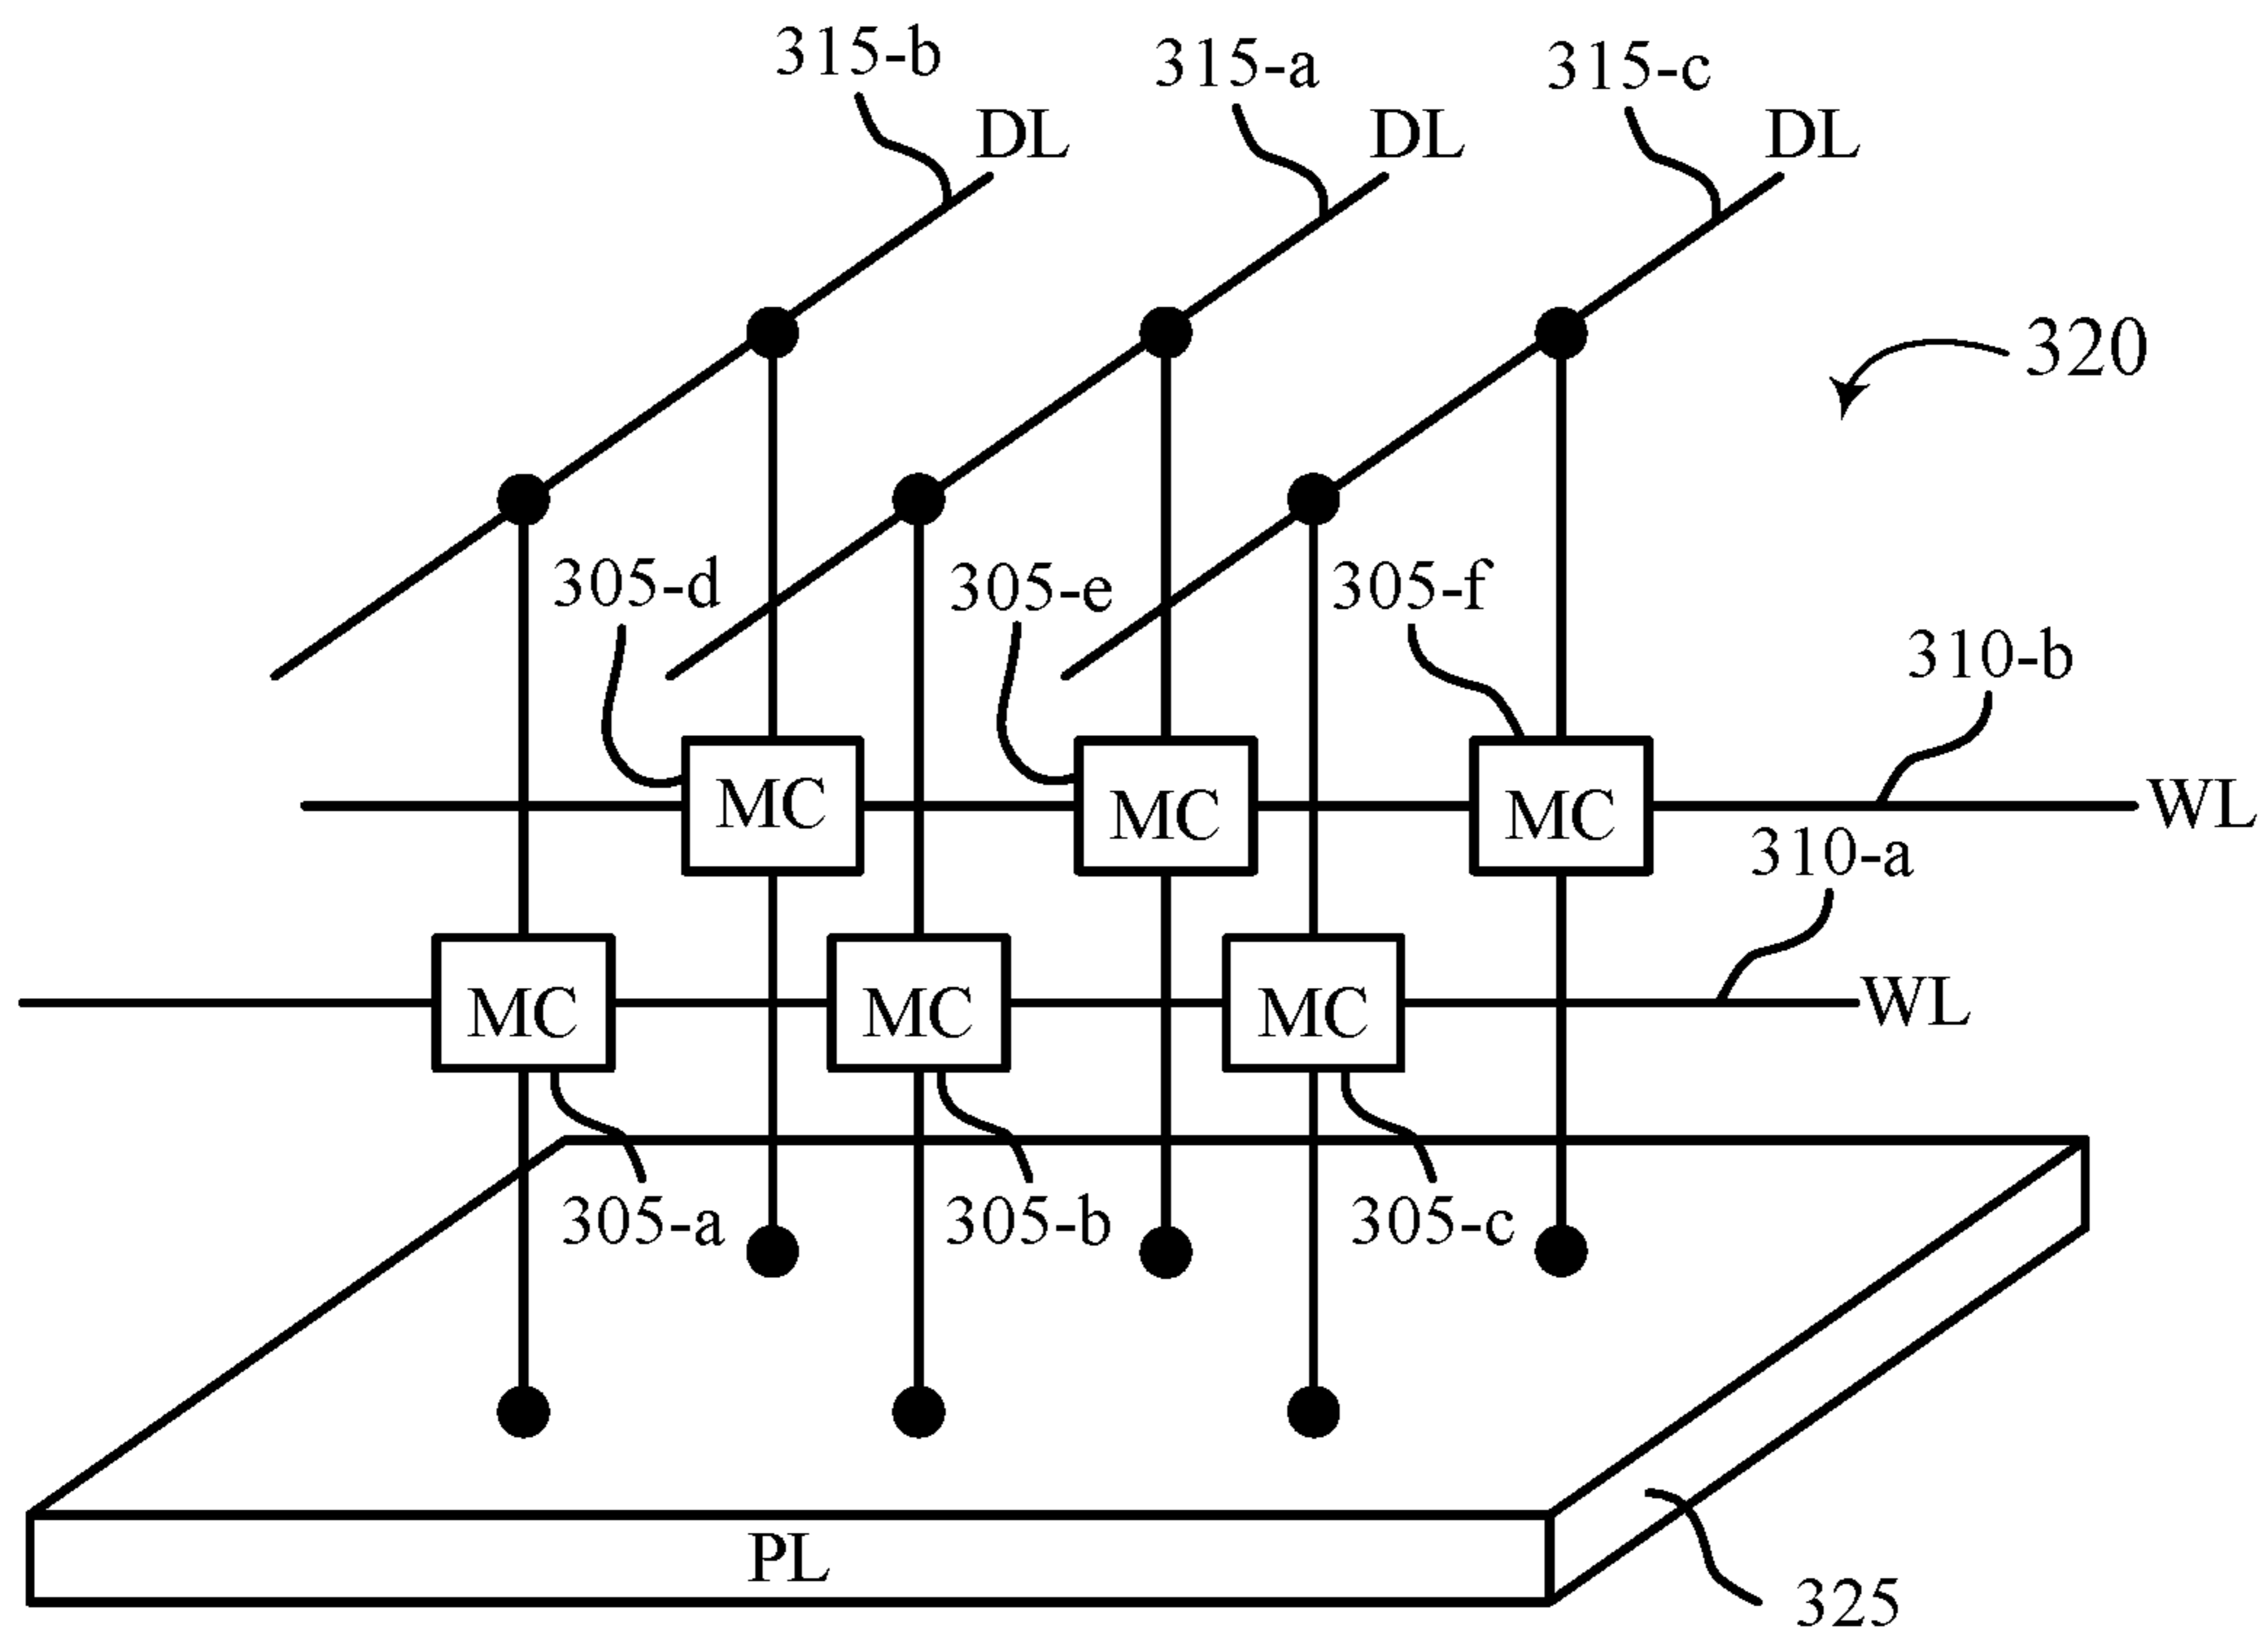 315-b 315-a 315-c
DL DL DL
320
305-d 305-e 305-f
310-b
MC MC MC WL
310-a
MC MC MC WL
305-a 305-b 305-c
PL
325